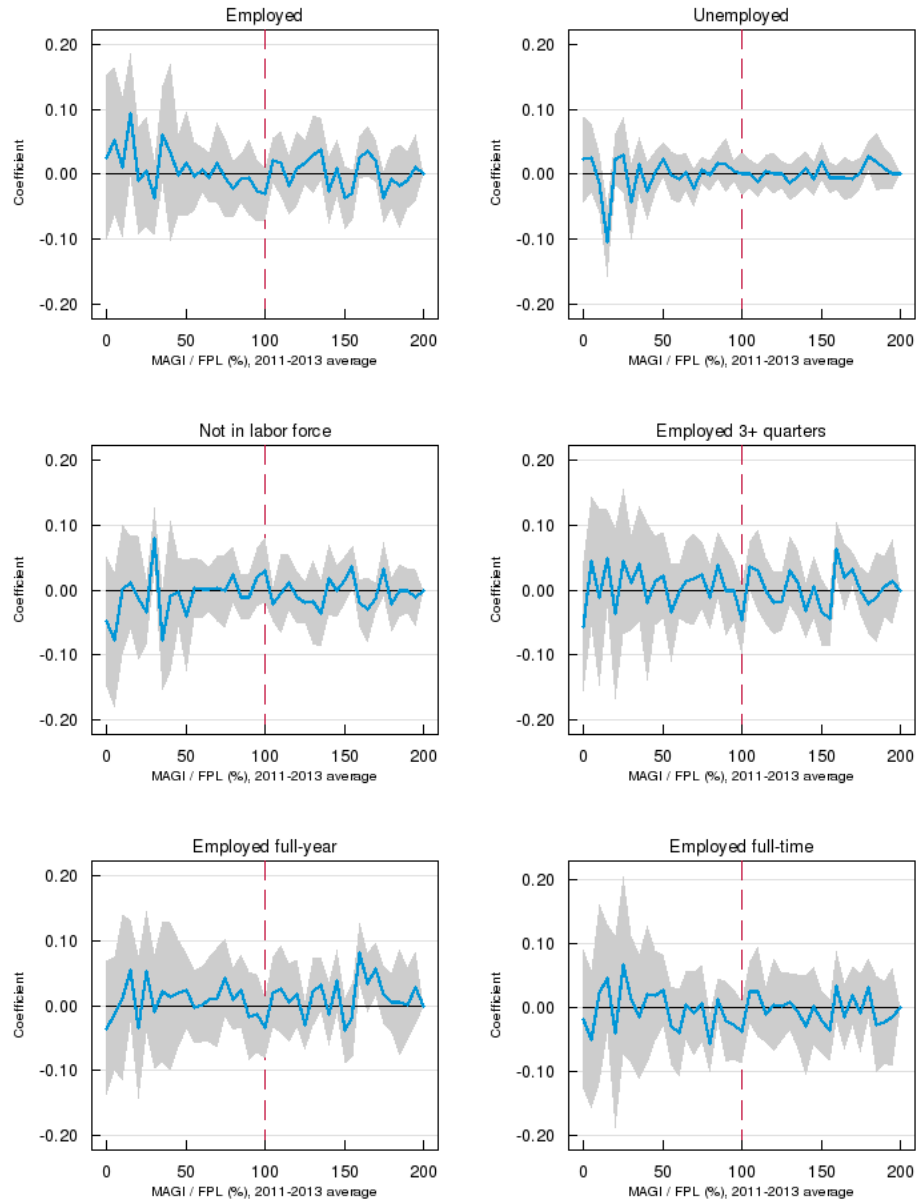 Employed
0.20
0.10
0.00
-0.10
-0.20
Coefficient
0 50 100 150 200
MAGI / FPL (%), 2011-2013 average
Unemployed
0.20
0.10
0.00
-0.10
-0.20
Coefficient
0 50 100 150 200
MAGI / FPL (%), 2011-2013 average
Not in labor force
0.20
0.10
0.00
-0.10
-0.20
Coefficient
0 50 100 150 200
MAGI / FPL (%), 2011-2013 average
Employed 3+ quarters
0.20
0.10
0.00
-0.10
-0.20
Coefficient
0 50 100 150 200
MAGI / FPL (%), 2011-2013 average
Employed full-year
0.20
0.10
0.00
-0.10
-0.20
Coefficient
0 50 100 150 200
MAGI / FPL (%), 2011-2013 average
Employed full-time
0.20
0.10
0.00
-0.10
-0.20
Coefficient
0 50 100 150 200
MAGI / FPL (%), 2011-2013 average